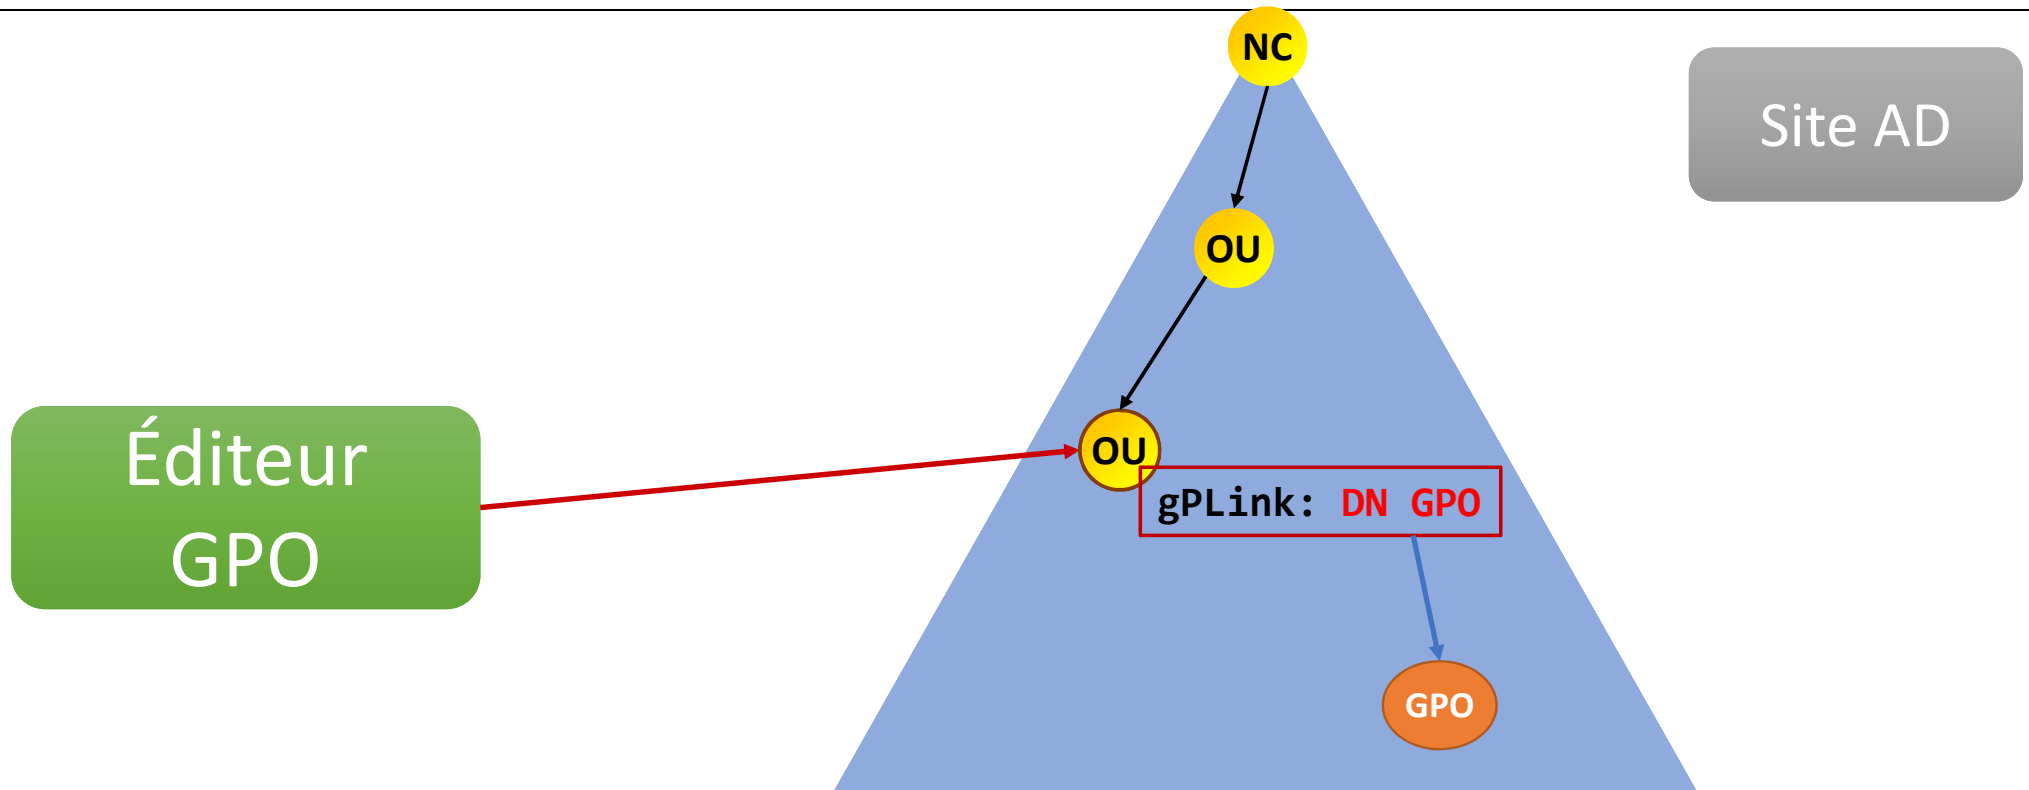 NC
Site AD
OU
Éditeur
GPO
OU
gPLink: DN GPO
GPO